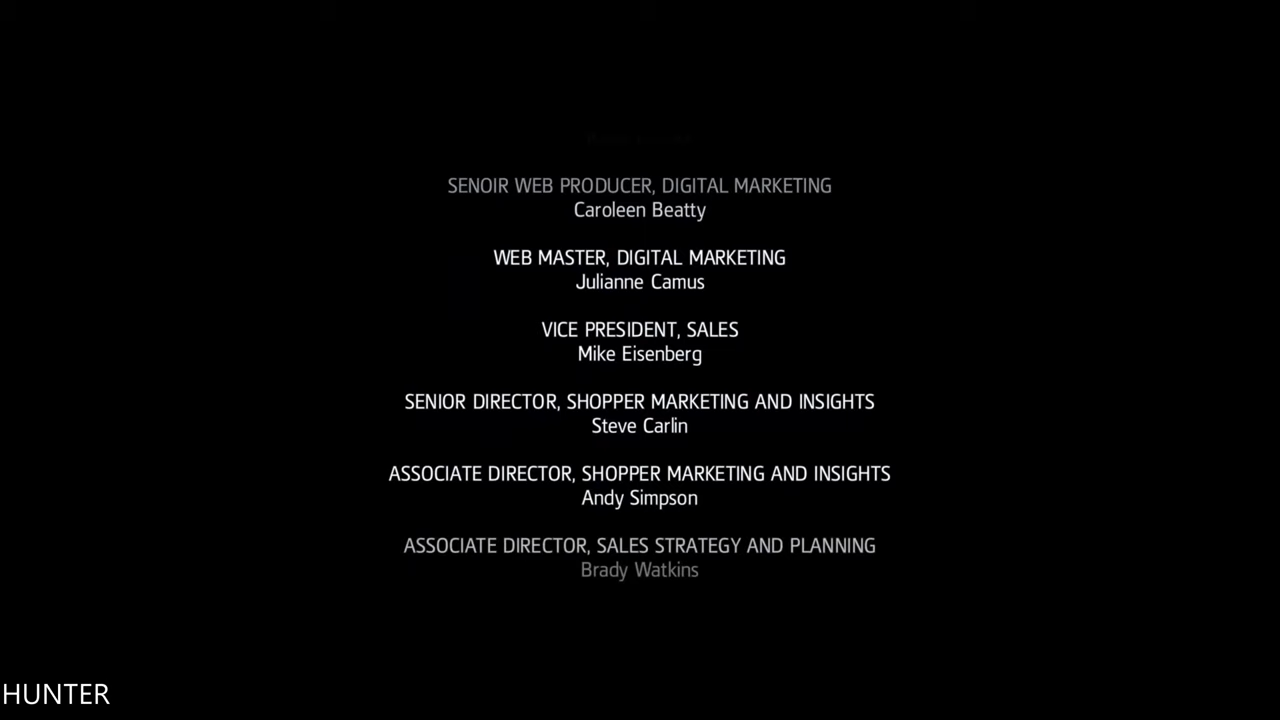 SENOIR WEB PRODUCER, DIGITAL MARKETING
Caroleen Beatty
WEB MASTER, DIGITAL MARKETING
Julianne Camus
VICE PRESIDENT, SALES
Mike Eisenberg
SENIOR DIRECTOR, SHOPPER MARKETING AND INSIGHTS
Steve Carlin
ASSOCIATE DIRECTOR, SHOPPER MARKETING AND INSIGHTS
Andy Simpson
ASSOCIATE DIRECTOR, SALES STRATEGY AND PLANNING
Brady Watkins
HUNTER